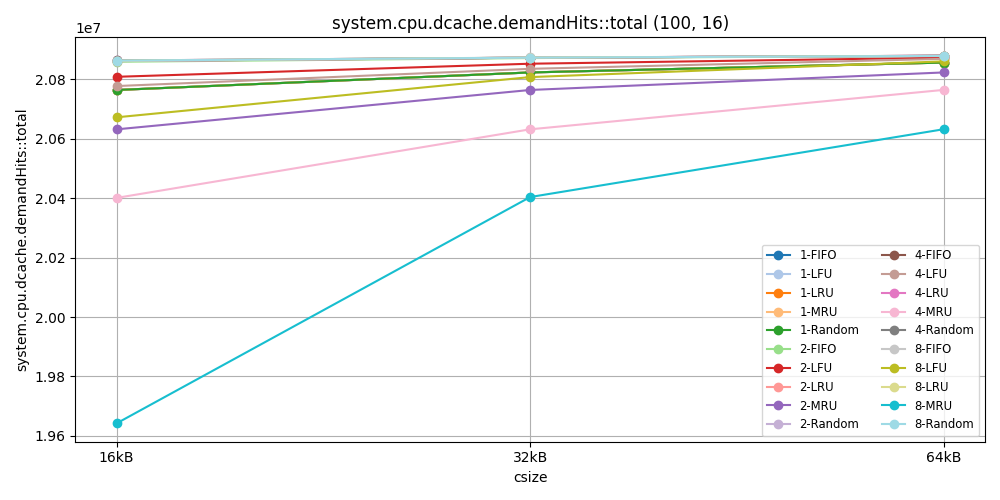 system.cpu.dcache.demandHits::total (100, 16)
1e7
2.08
2.06
2.04
2.02
2.00
1.98
1.96
system.cpu.dcache.demandHits::total
16kB
32kB
64kB
csize
1-FIFO
1-LFU
1-LRU
1-MRU
1-Random
2-FIFO
2-LFU
2-LRU
2-MRU
2-Random
4-FIFO
4-LFU
4-LRU
4-MRU
4-Random
8-FIFO
8-LFU
8-LRU
8-MRU
8-Random